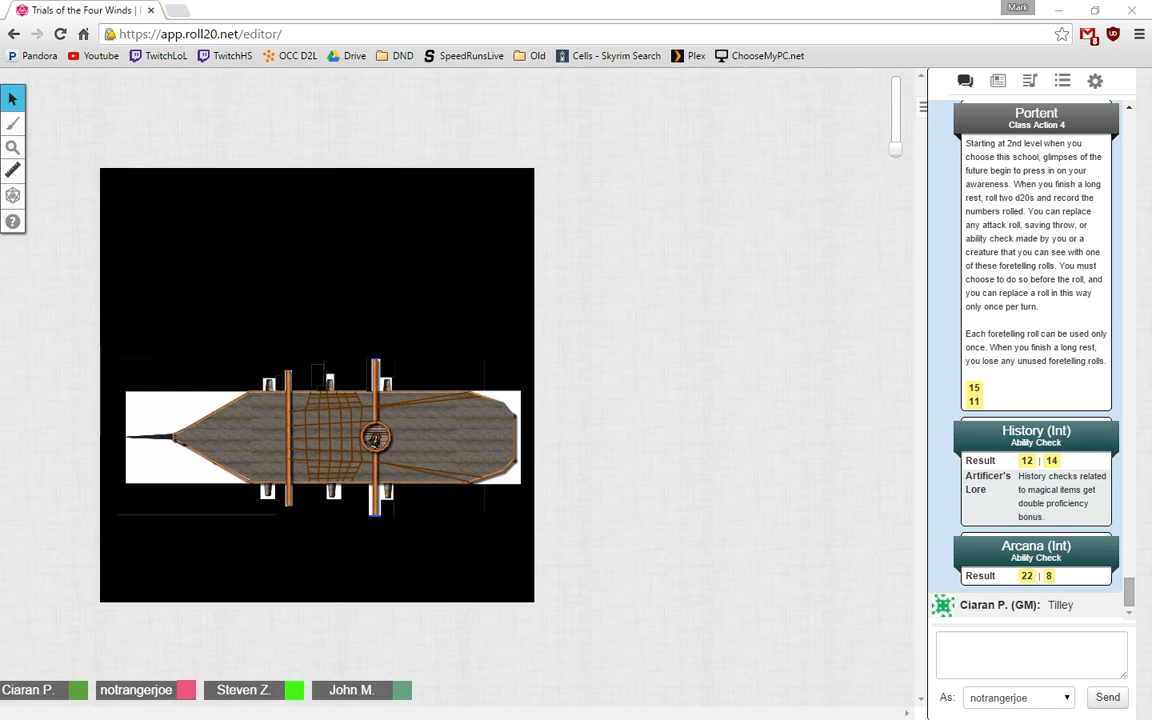 Trials of the Four Winds |
Mark
https://app.roll20.net/editor/
Pandora Youtube TwitchLoL TwitchHS OCC D2L Drive DND SpeedRunsLive Old Cells - Skyrim Search Plex ChooseMyPC.net
Portent
Class Action 4
Starting at 2nd level when you
choose this school, glimpses of the
future begin to press in on your
awareness. When you finish a long
rest, roll two d20s and record the
numbers rolled. You can replace
any attack roll, saving throw, or
ability check made by you or a
creature that you can see with one
of these foretelling rolls. You must
choose to do so before the roll, and
you can replace a roll in this way
only once per turn.
Each foretelling roll can be used only
once. When you finish a long rest,
you lose any unused foretelling rolls.
15
11
History (Int)
Ability Check
Result 12 | 14
Artificer's Lore
History checks related
to magical items get
double proficiency
bonus.
Arcana (Int)
Ability Check
Result 22 | 8
Ciaran P. (GM): Tilley
Ciaran P. notrangerjoe Steven Z. John M.
As: notrangerjoe Send